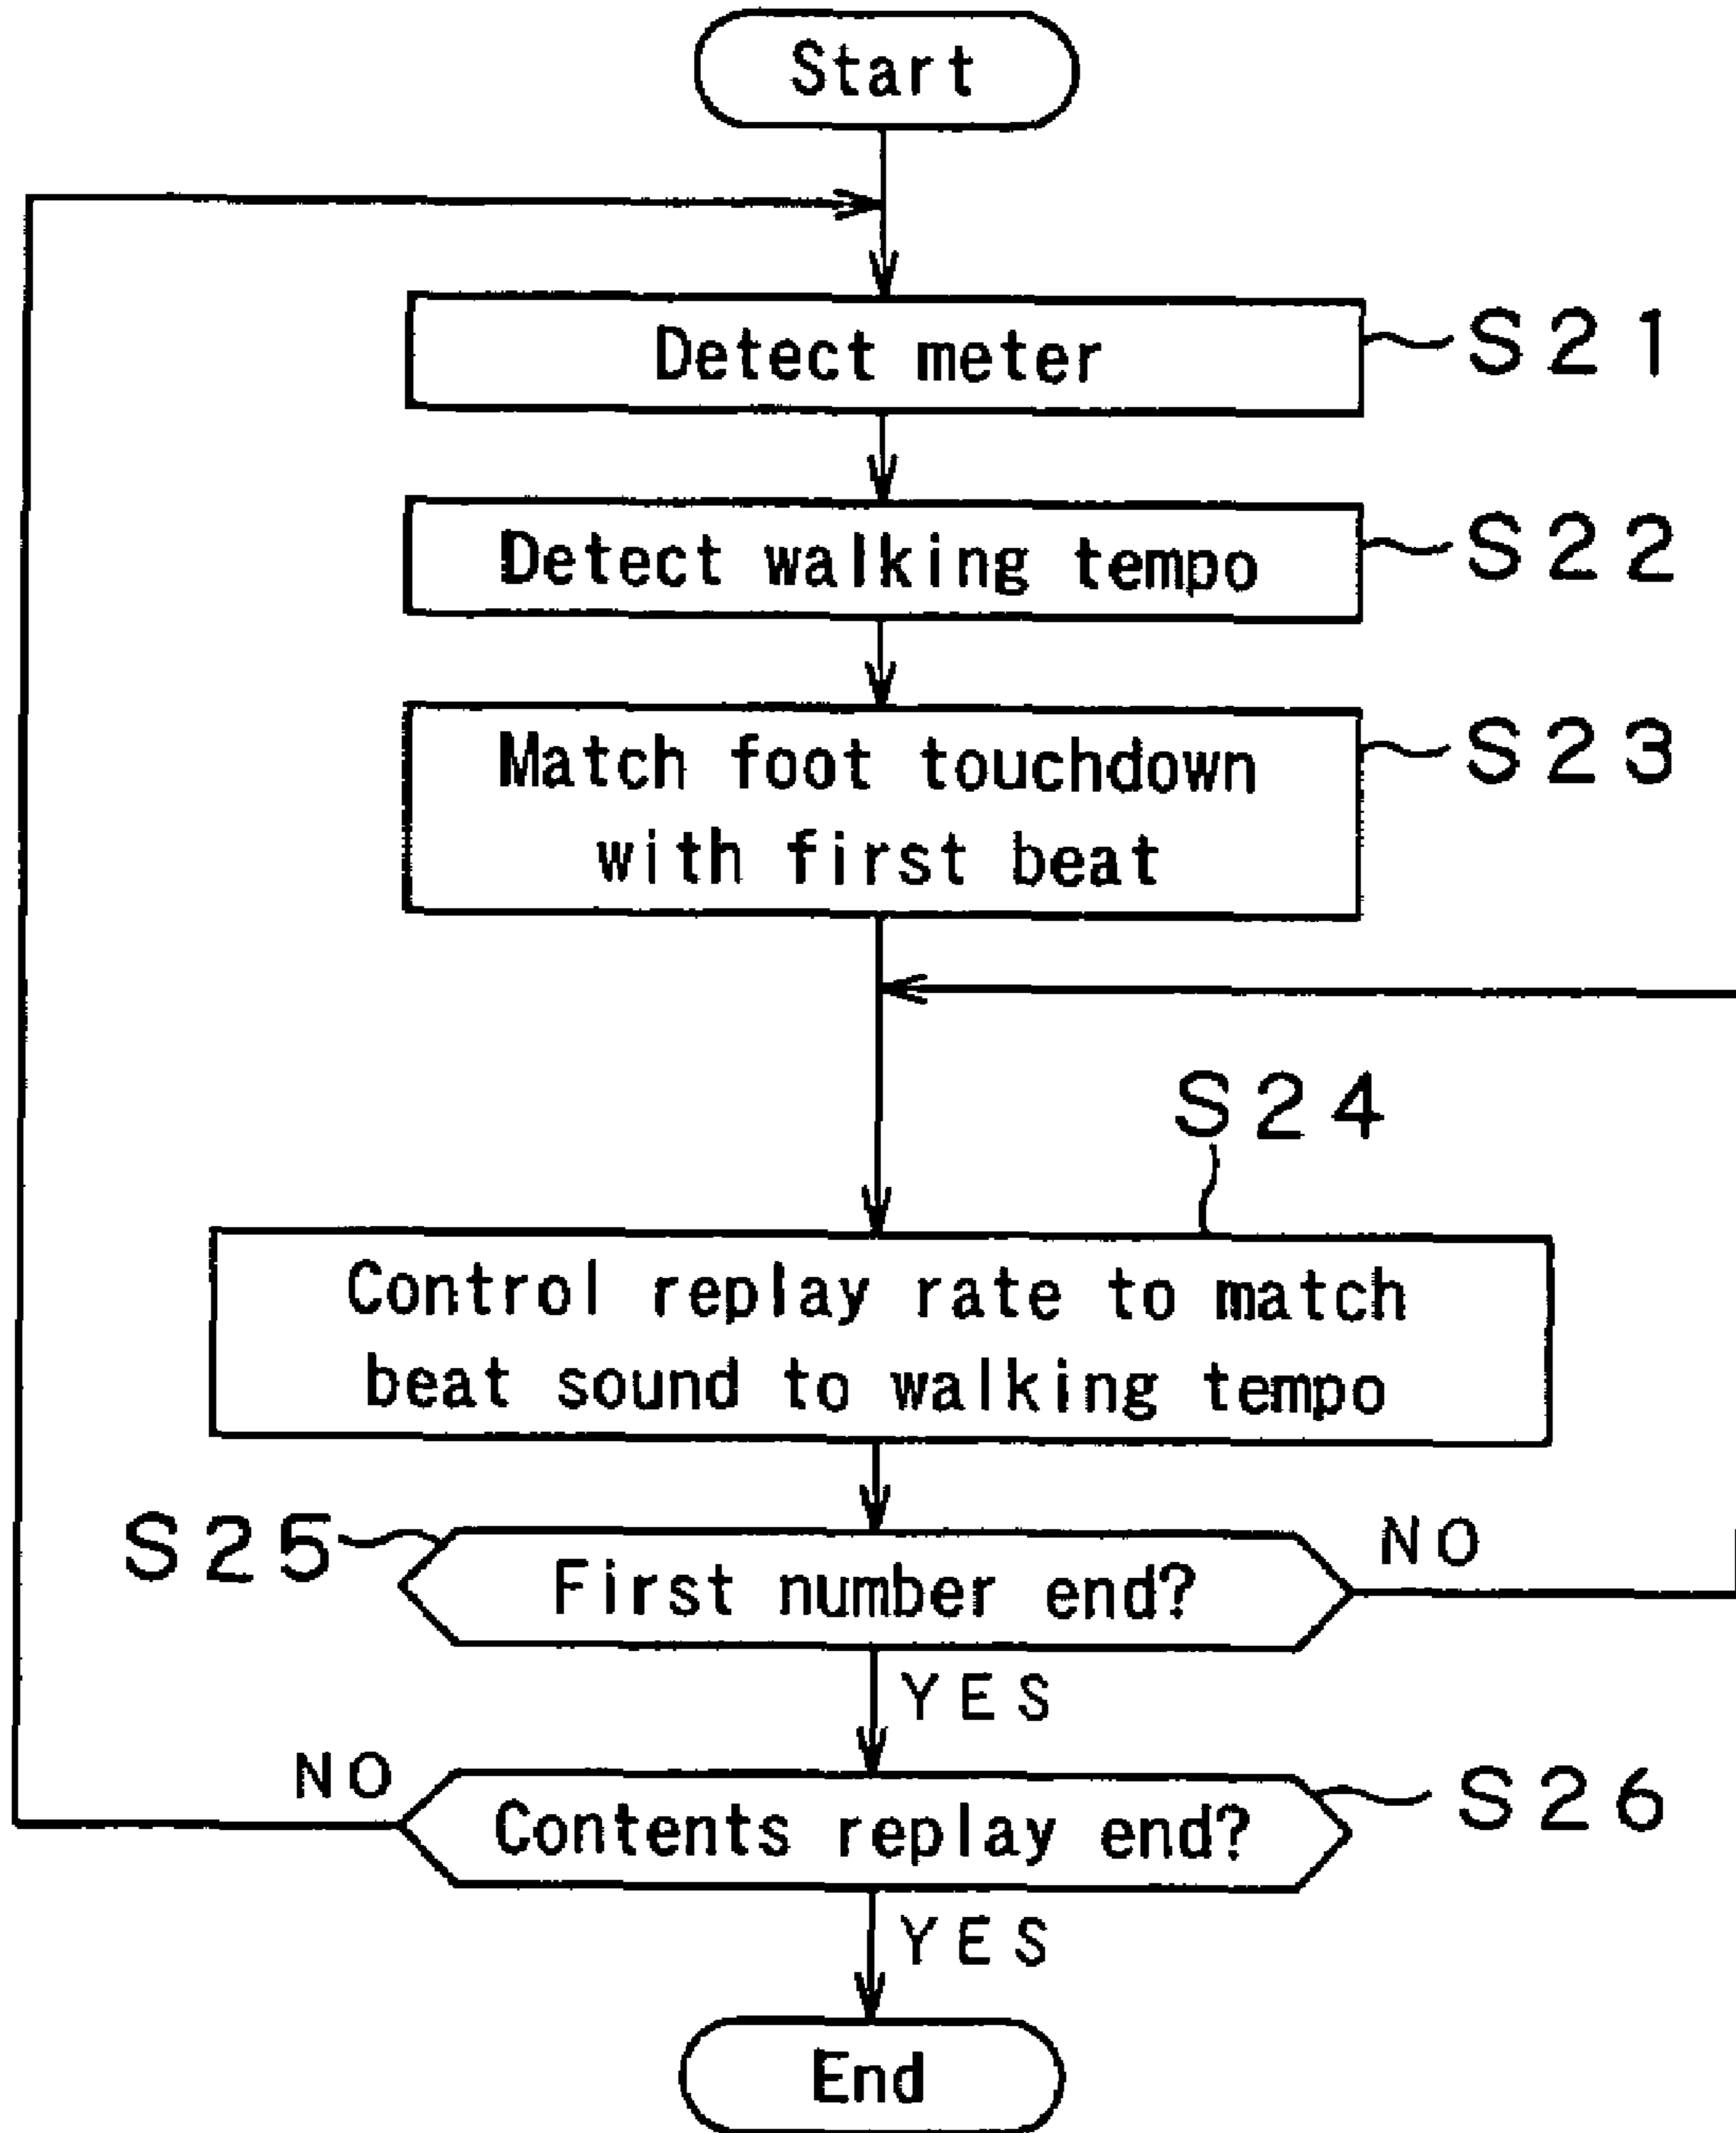 Start
Detect meter
S21
Detect walking tempo
S22
Match foot touchdown
with first beat
S23
S24
Control replay rate to match
beat sound to walking tempo
S25
First number end?
NO
YES
NO
Contents replay end?
S26
YES
End